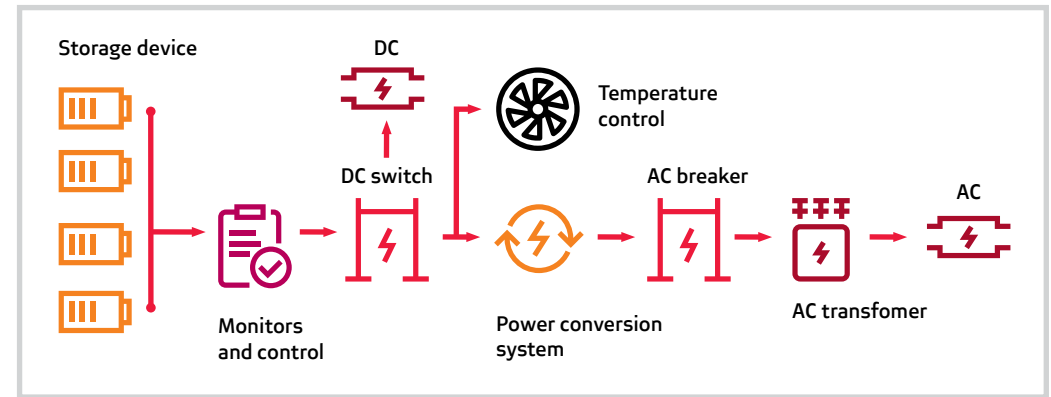 Storage device
DC
Temperature
control
DC switch
AC breaker
AC
Monitors
and control
Power conversion
system
AC transfomer